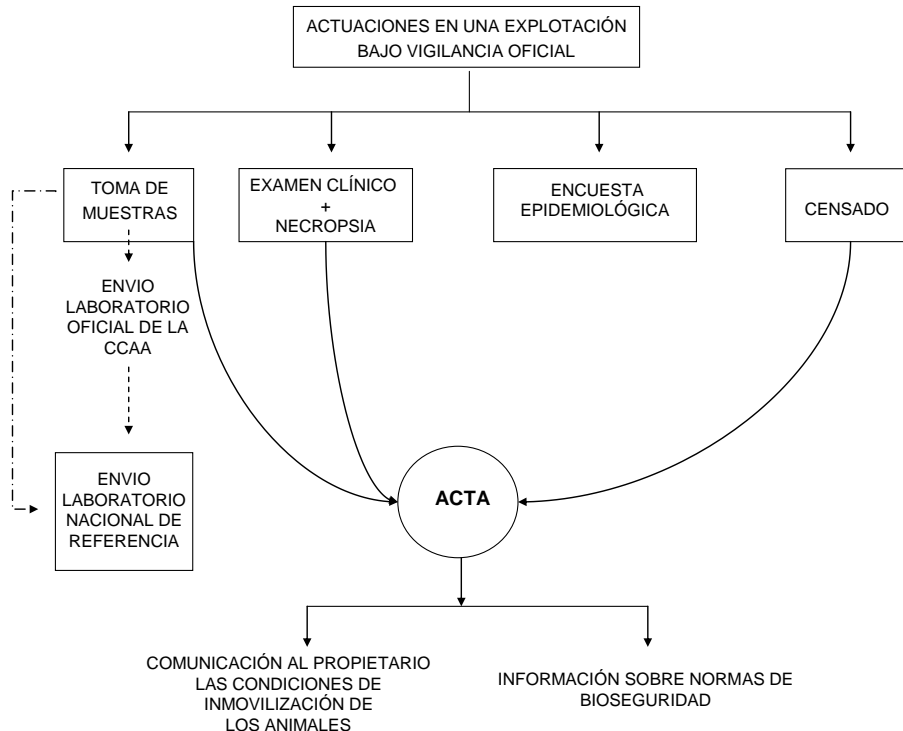 ACTUACIONES EN UNA EXPLOTACIÓN
BAJO VIGILANCIA OFICIAL
TOMA DE
MUESTRAS
EXAMEN CLÍNICO
+
NECROPSIA
ENCUESTA
EPIDEMIOLÓGICA
CENSADO
ENVIO
LABORATORIO
OFICIAL DE LA
CCAA
ENVIO
LABORATORIO
NACIONAL DE
REFERENCIA
ACTA
COMUNICACIÓN AL PROPIETARIO
LAS CONDICIONES DE
INMOVILIZACIÓN DE
LOS ANIMALES
INFORMACIÓN SOBRE NORMAS DE
BIOSEGURIDAD